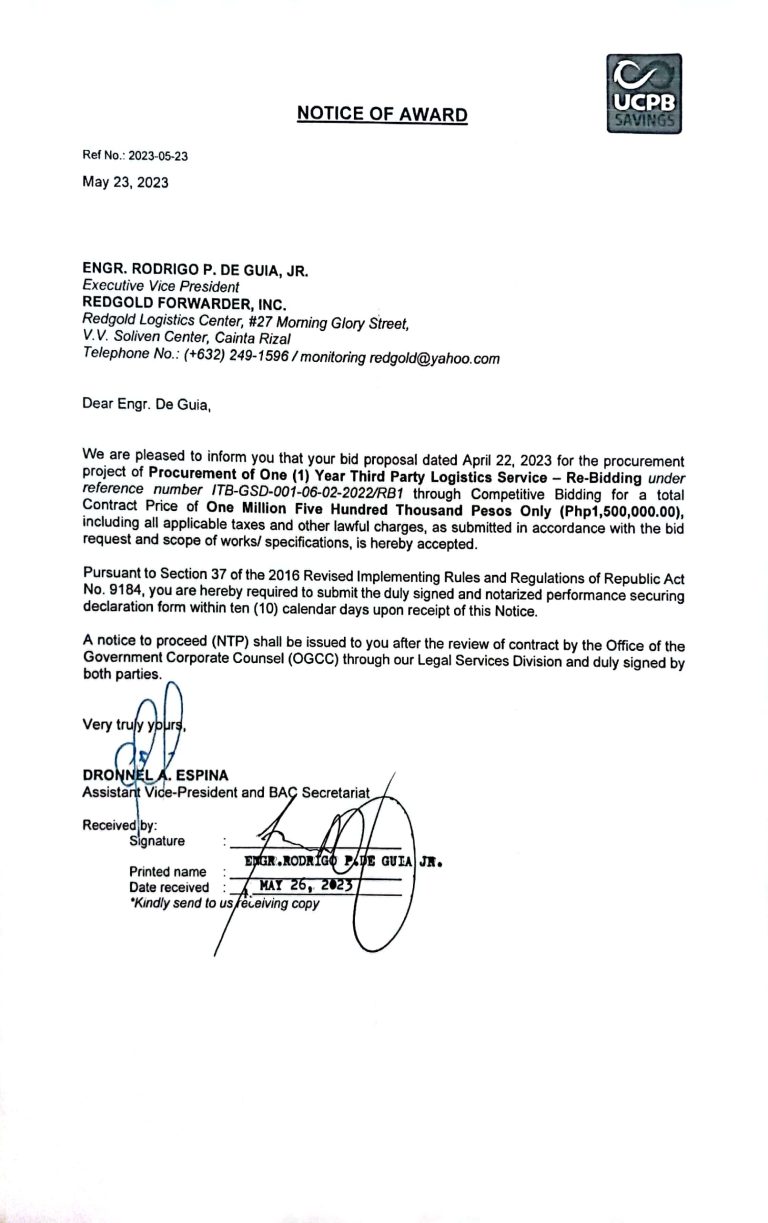 UCPB
SAVINGS
NOTICE OF AWARD
Ref No.: 2023-05-23
May 23, 2023
ENGR. RODRIGO P. DE GUIA, JR.
Executive Vice President
REDGOLD FORWARDER, INC.
Redgold Logistics Center, #27 Morning Glory Street,
V.V. Soliven Center, Cainta Rizal
Telephone No.: (+632) 249-1596 / monitoring redgold@yahoo.com
Dear Engr. De Guia,
We are pleased to inform you that your bid proposal dated April 22, 2023 for the procurement
project of Procurement of One (1) Year Third Party Logistics Service – Re-Bidding under
reference number ITB-GSD-001-06-02-2022/RB1 through Competitive Bidding for a total
Contract Price of One Million Five Hundred Thousand Pesos Only (Php1,500,000.00),
including all applicable taxes and other lawful charges, as submitted in accordance with the bid
request and scope of works/ specifications, is hereby accepted.
Pursuant to Section 37 of the 2016 Revised Implementing Rules and Regulations of Republic Act
No. 9184, you are hereby required to submit the duly signed and notarized performance securing
declaration form within ten (10) calendar days upon receipt of this Notice.
A notice to proceed (NTP) shall be issued to you after the review of contract by the Office of the
Government Corporate Counsel (OGCC) through our Legal Services Division and duly signed by
both parties.
Very truly yours,
DRONNEL A. ESPINA
Assistant Vice-President and BAC Secretariat
Received by:
Signature :
Printed name : ENGR.RODRIGO P.DE GUIA JR.
Date received : MAY 26, 2023
*Kindly send to us receiving copy